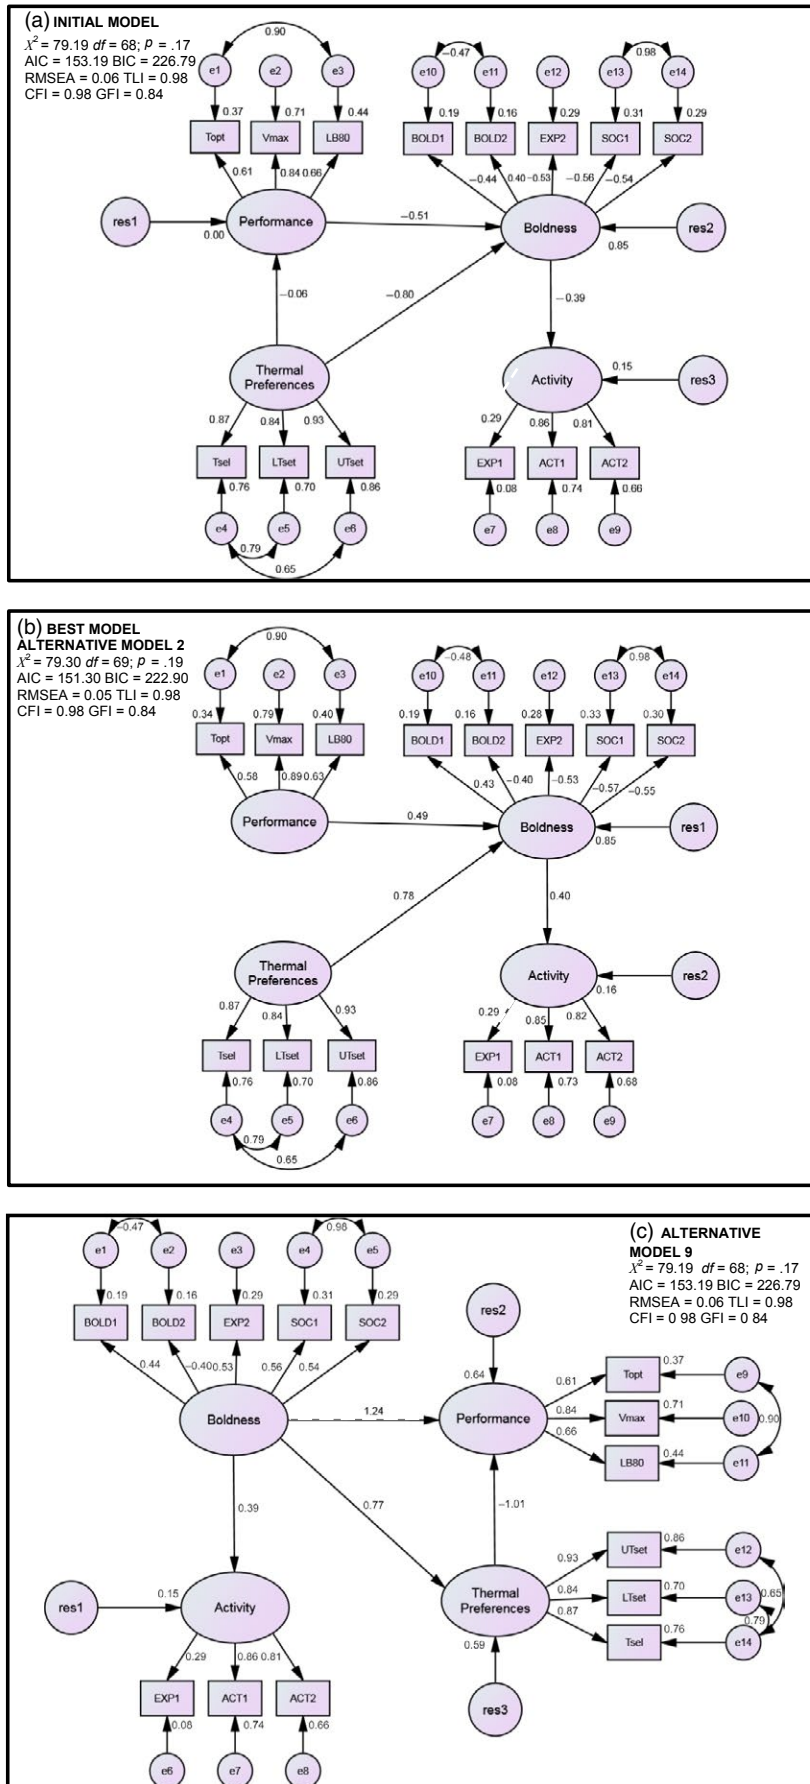 (a) INITIAL MODEL
X² = 79.19 df = 68; p = .17
AIC = 153.19 BIC = 226.79
RMSEA = 0.06 TLI = 0.98
CFI = 0.98 GFI = 0.84
0.90
−0.47
0.98
e1 e2 e3 e10 e11 e12 e13 e14
0.37 0.71 0.44 0.19 0.16 0.29 0.31 0.29
Topt Vmax LB80 BOLD1 BOLD2 EXP2 SOC1 SOC2
0.61 0.84 0.66 −0.44 0.40 −0.53 −0.56 −0.54
res1 0.00 Performance −0.51 Boldness 0.85 res2
−0.06 −0.80 −0.39
Thermal
Preferences
Activity 0.15 res3
0.87 0.84 0.93 0.29 0.86 0.81
Tsel LTset UTset EXP1 ACT1 ACT2
0.76 0.70 0.86 0.08 0.74 0.66
e4 e5 e6 e7 e8 e9
0.79
0.65
(b) BEST MODEL
ALTERNATIVE MODEL 2
X² = 79.30 df = 69; p = .19
AIC = 151.30 BIC = 222.90
RMSEA = 0.05 TLI = 0.98
CFI = 0.98 GFI = 0.84
0.90
−0.48
0.98
e1 e2 e3 e10 e11 e12 e13 e14
0.34 0.79 0.40 0.19 0.16 0.28 0.33 0.30
Topt Vmax LB80 BOLD1 BOLD2 EXP2 SOC1 SOC2
0.58 0.89 0.63 0.43 −0.40 −0.53 −0.57 −0.55
Performance 0.49 Boldness 0.85 res1
0.78 0.40
Thermal
Preferences
Activity 0.16 res2
0.87 0.84 0.93 0.29 0.85 0.82
Tsel LTset UTset EXP1 ACT1 ACT2
0.76 0.70 0.86 0.08 0.73 0.68
e4 e5 e6 e7 e8 e9
0.79
0.65
(c) ALTERNATIVE
MODEL 9
X² = 79.19 df = 68; p = .17
AIC = 153.19 BIC = 226.79
RMSEA = 0.06 TLI = 0.98
CFI = 0 98 GFI = 0 84
−0.47
0.98
e1 e2 e3 e4 e5
0.19 0.16 0.29 0.31 0.29
BOLD1 BOLD2 EXP2 SOC1 SOC2
0.44 −0.40 0.53 0.56 0.54
Boldness 1.24
res2
0.64
Performance
0.61 Topt 0.37 e9
0.84 Vmax 0.71 e10 0.90
0.66 LB80 0.44 e11
0.39 0.77 −1.01
res1 0.15 Activity
Thermal
Preferences
0.93 UTset 0.86 e12
0.84 LTset 0.70 e13 0.65
0.87 Tsel 0.76 e14 0.79
0.59
res3
0.29 0.86 0.81
EXP1 ACT1 ACT2
0.08 0.74 0.66
e6 e7 e8